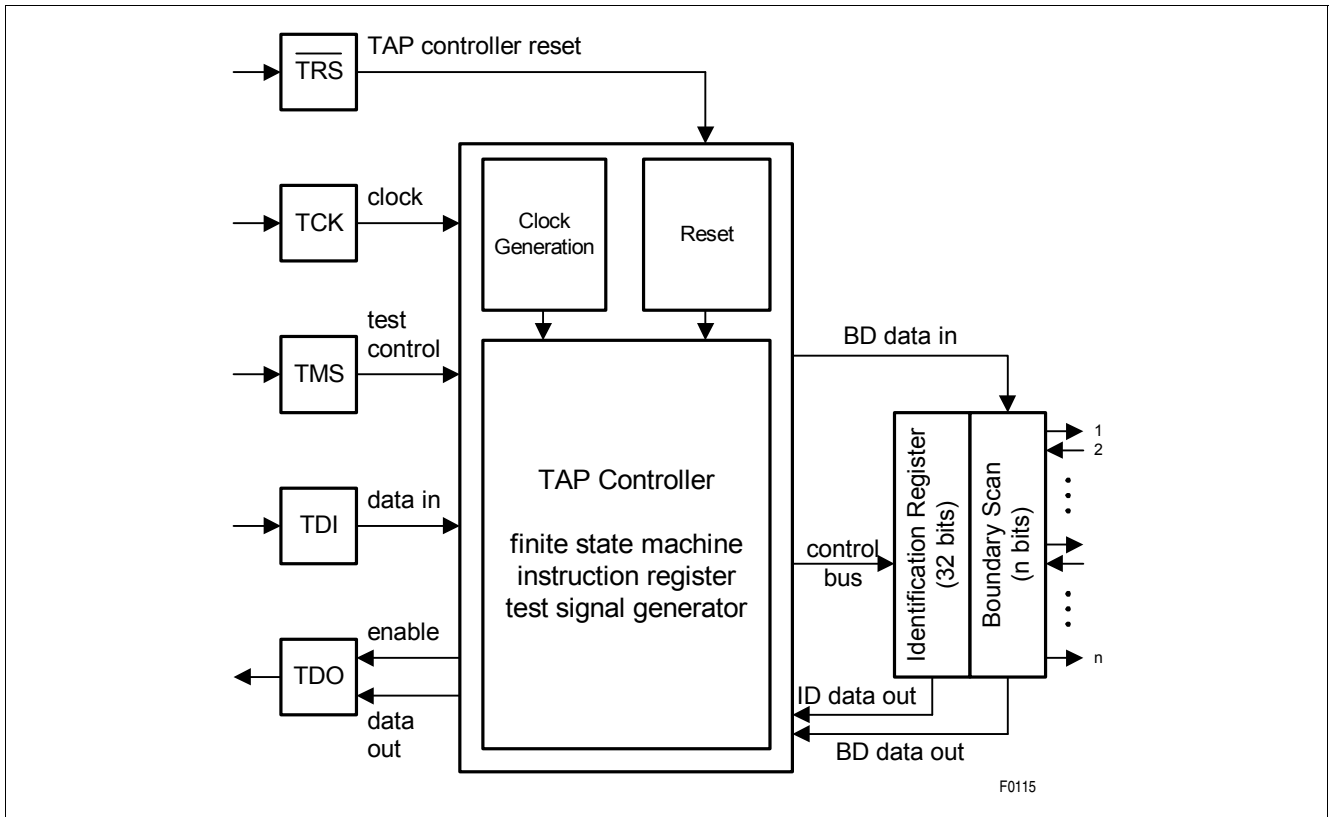 TAP controller reset
TRS
clock
TCK
Clock
Generation
Reset
test
control
TMS
BD data in
TAP Controller
finite state machine
instruction register
test signal generator
data in
TDI
control
bus
Identification Register
(32 bits)
Boundary Scan
(n bits)
1
2
n
enable
TDO
data
out
ID data out
BD data out
F0115